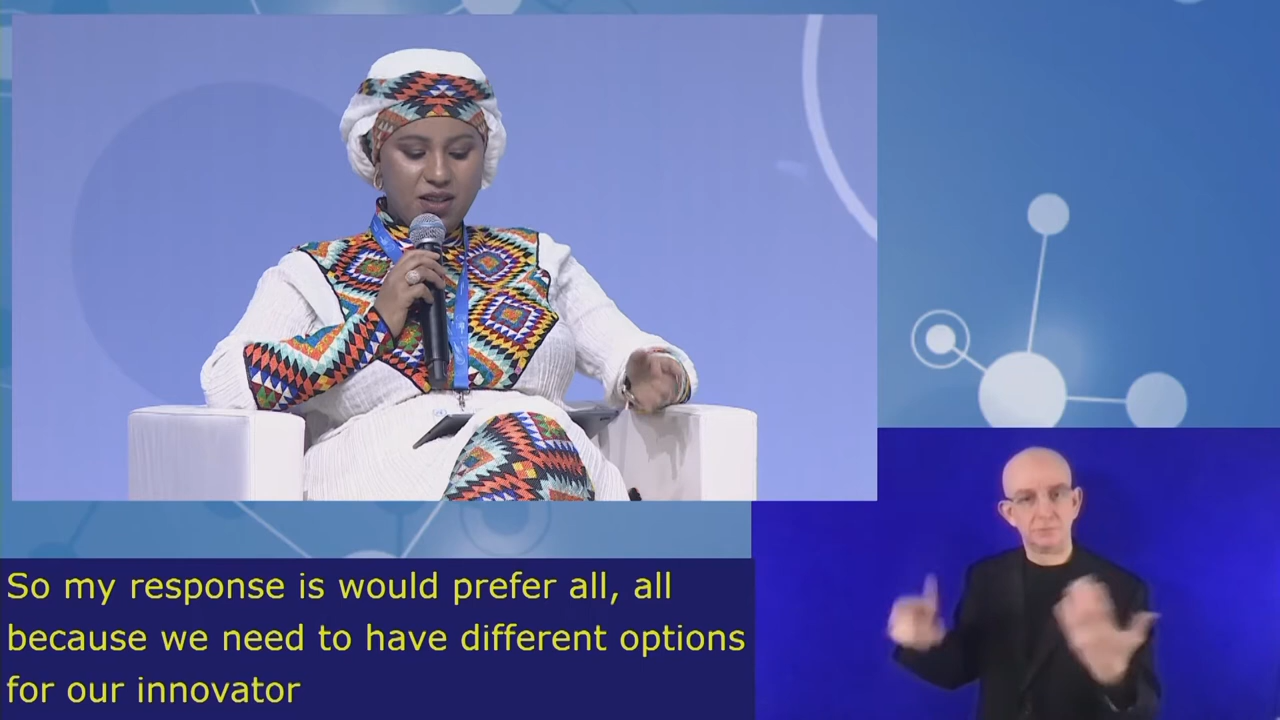 So my response is would prefer all, all
because we need to have different options
for our innovator